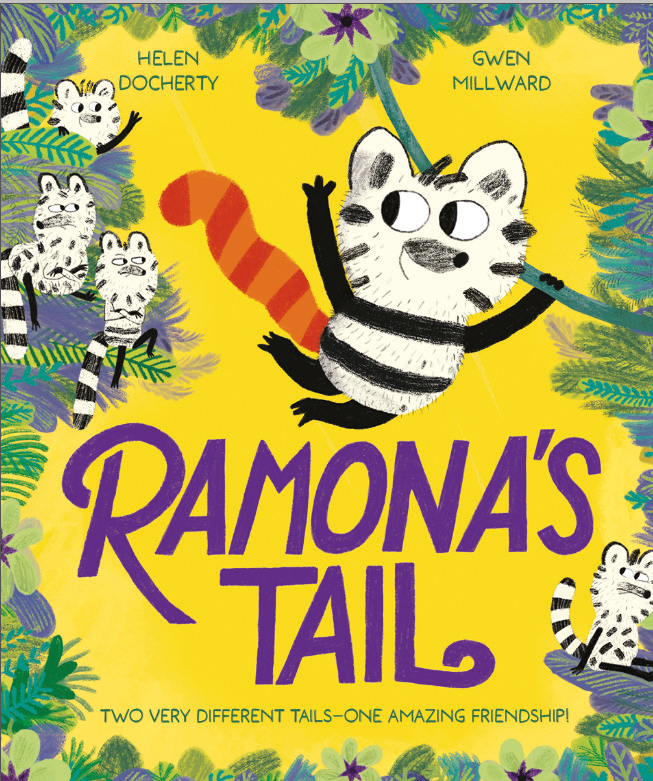 HELEN
DOCHERTY
GWEN
MILLWARD
RAMONA'S
TAIL
TWO VERY DIFFERENT TAILS—ONE AMAZING FRIENDSHIP!